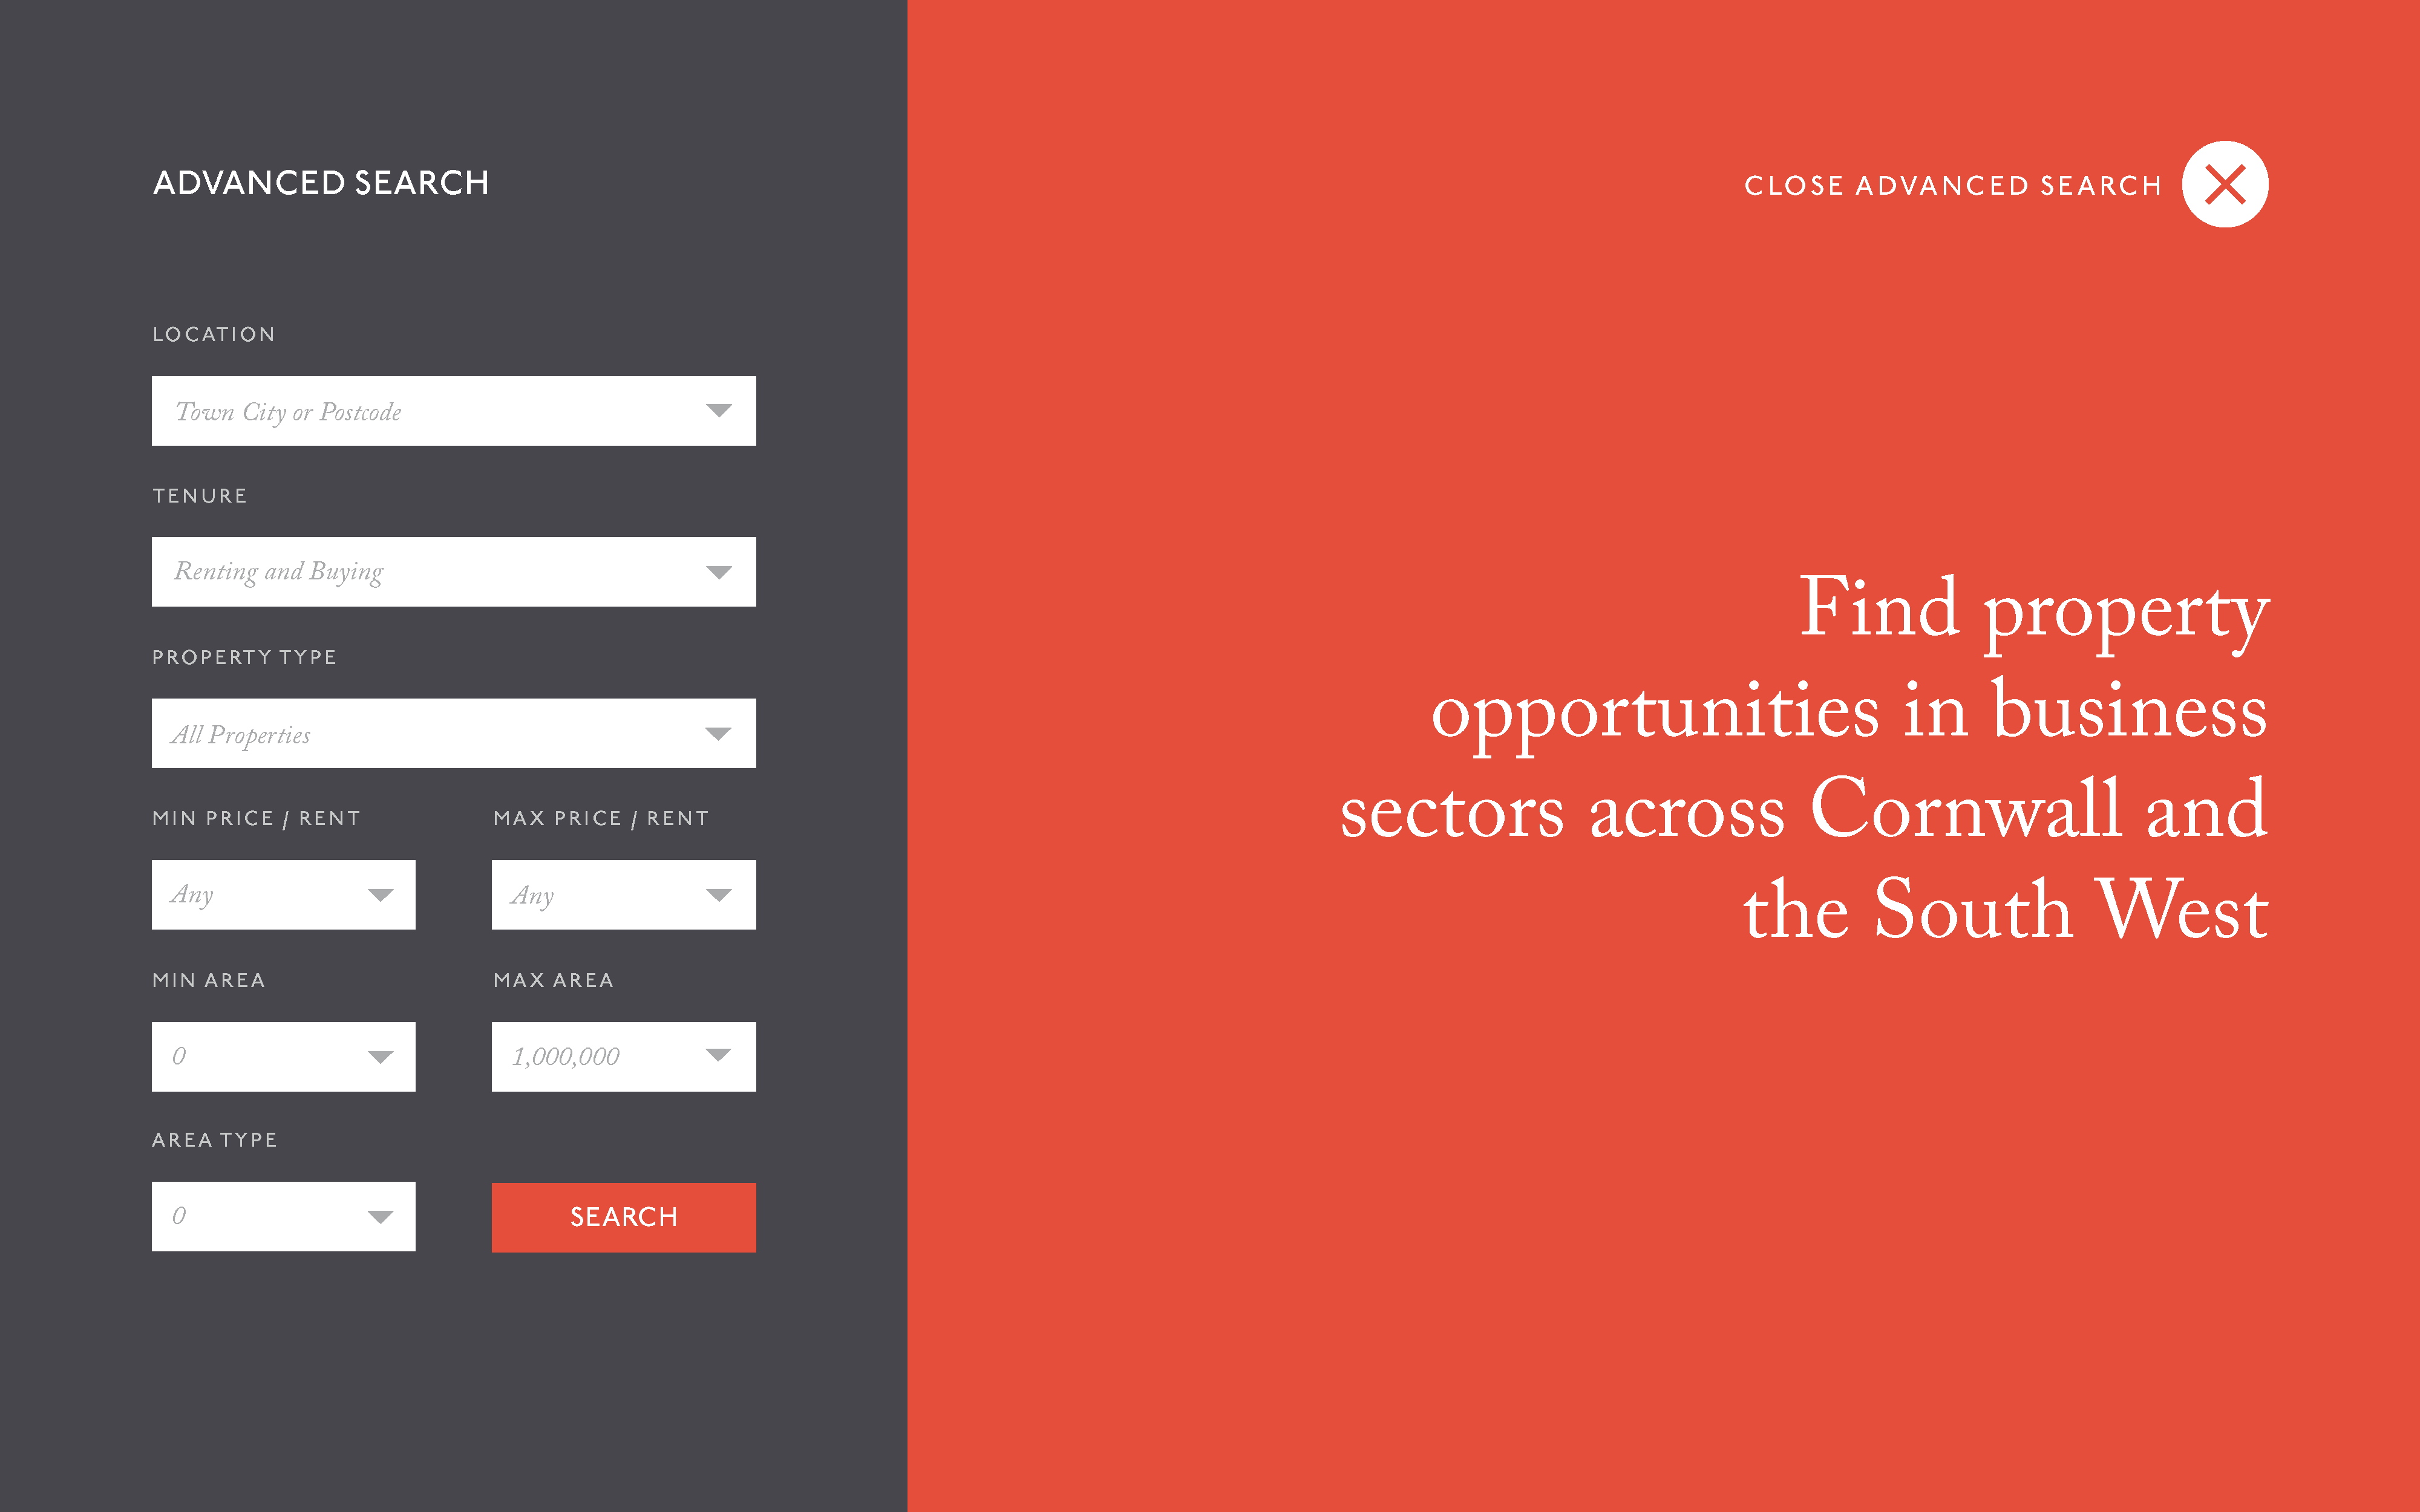 ADVANCED SEARCH
CLOSE ADVANCED SEARCH
LOCATION
Town City or Postcode
TENURE
Renting and Buying
PROPERTY TYPE
All Properties
MIN PRICE / RENT
MAX PRICE / RENT
Any
Any
MIN AREA
MAX AREA
0
1,000,000
AREA TYPE
0
SEARCH
Find property
opportunities in business
sectors across Cornwall and
the South West